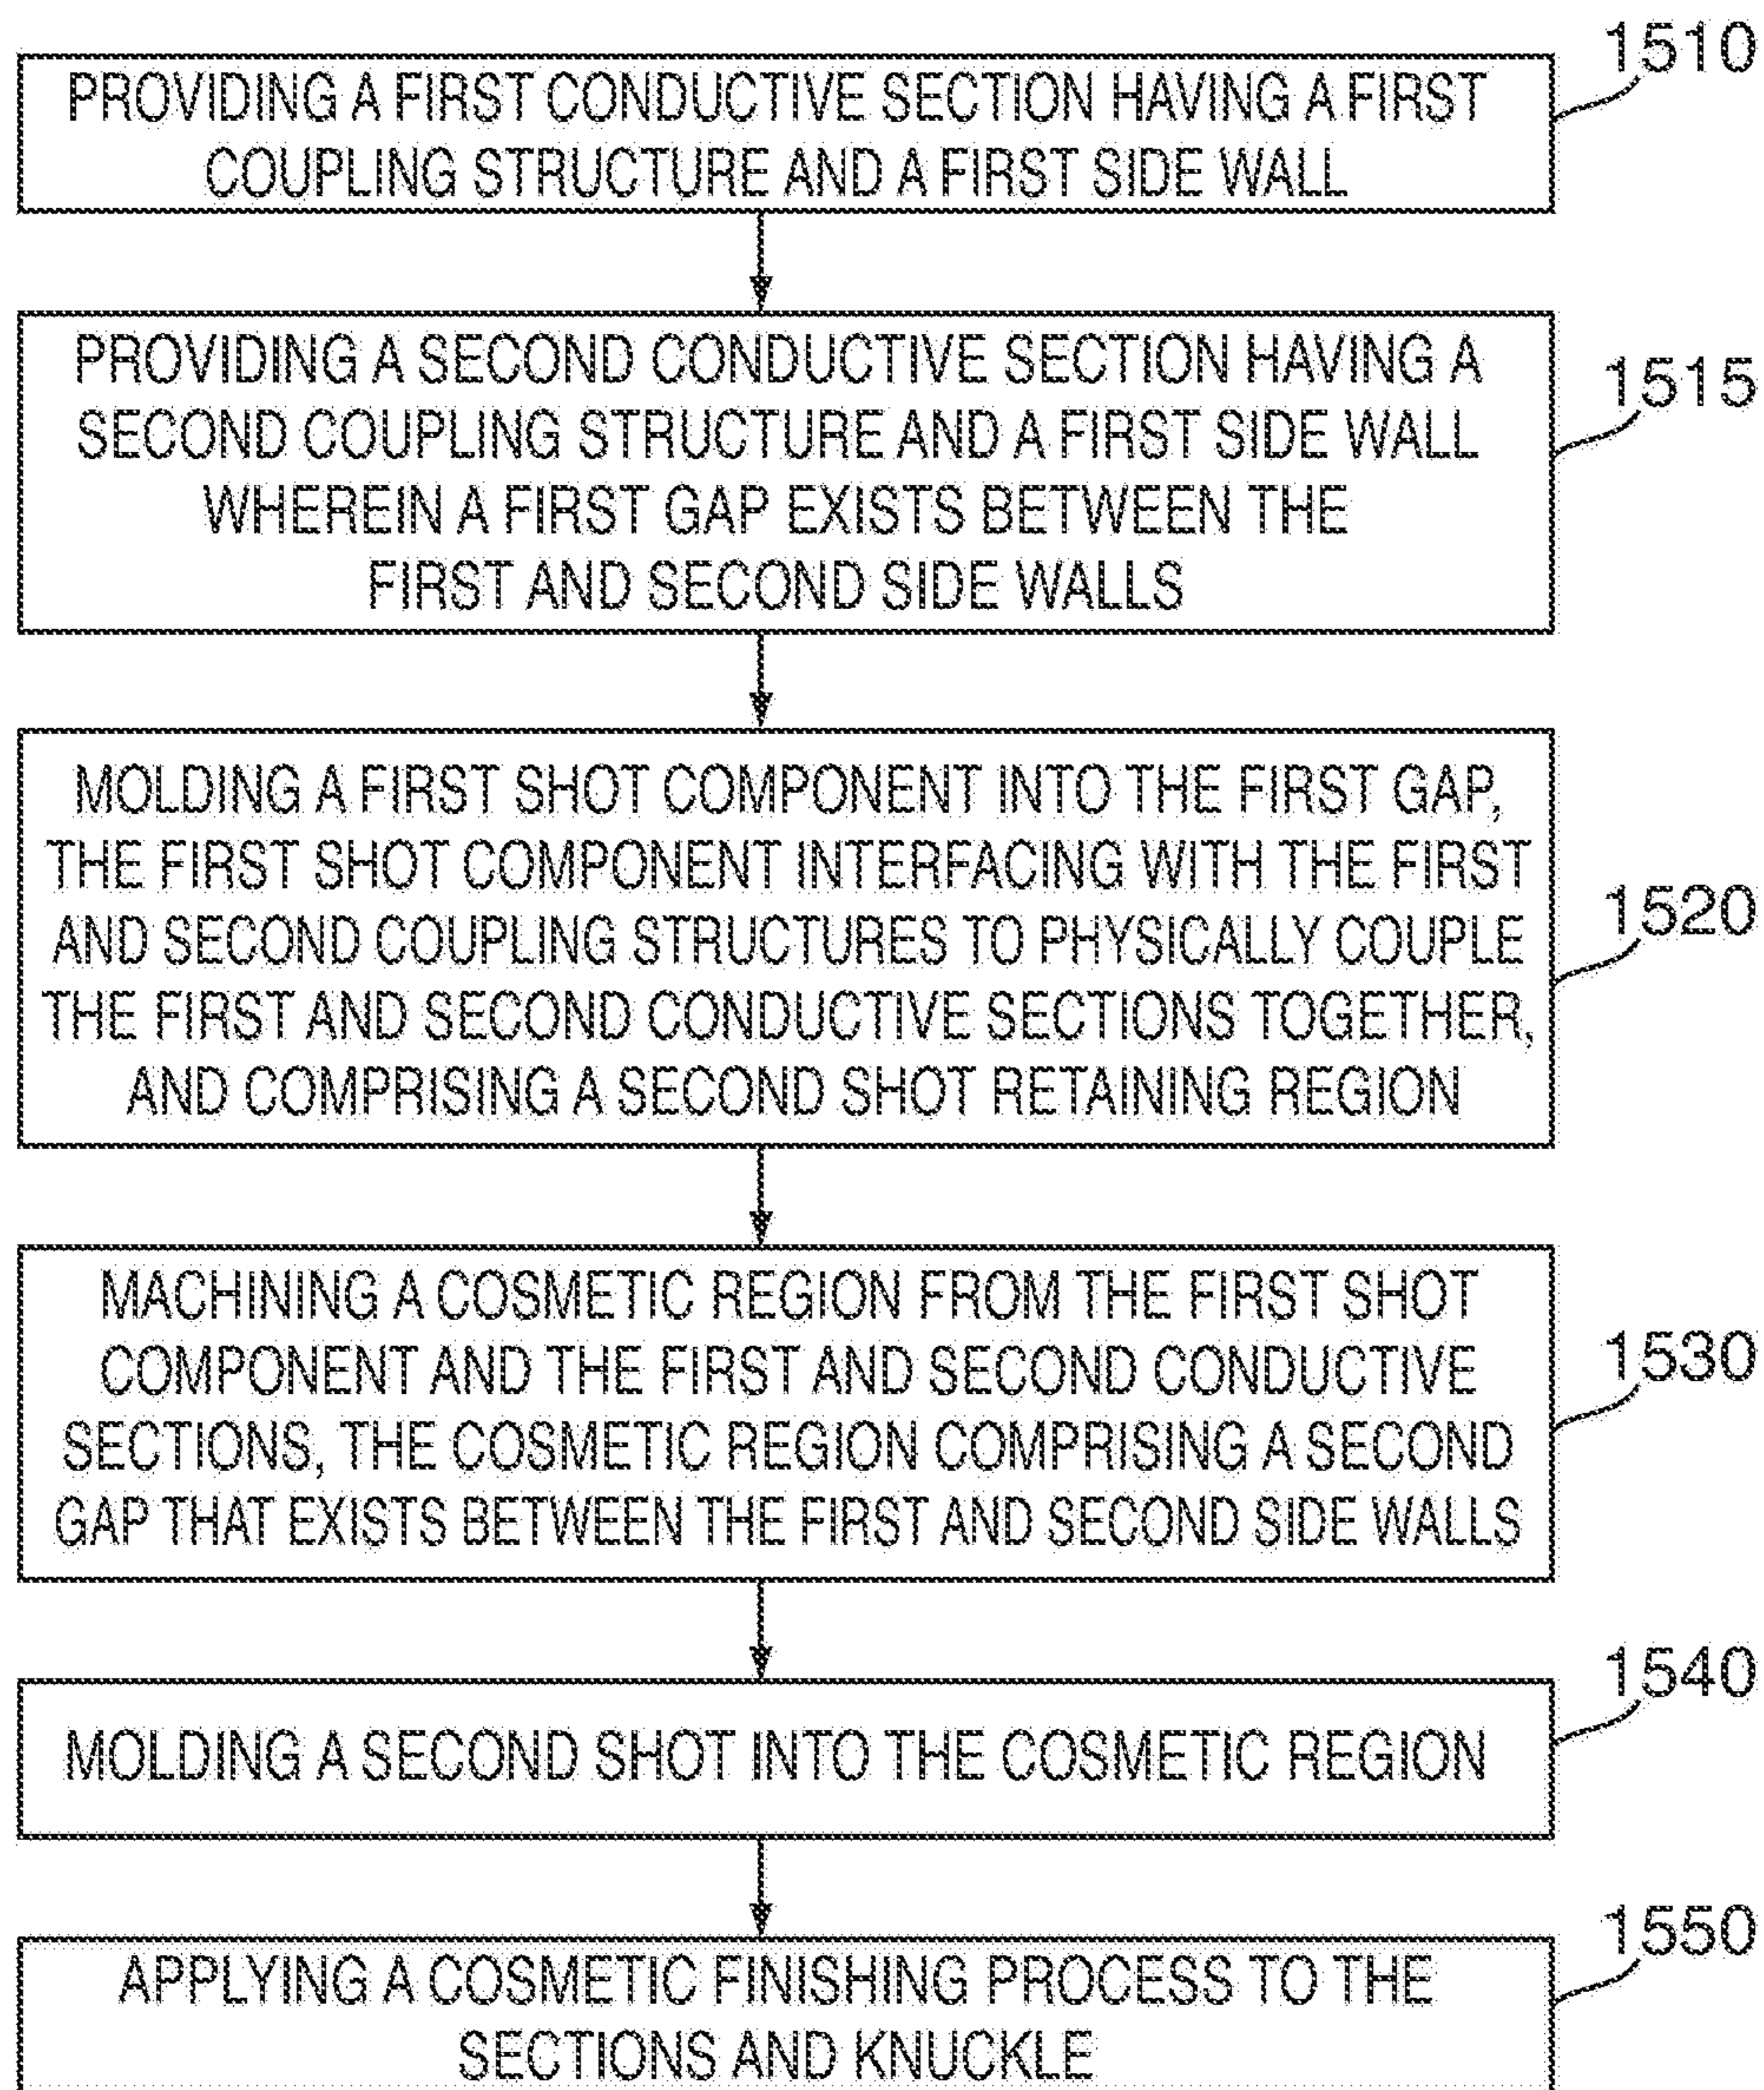 1510
PROVIDING A FIRST CONDUCTIVE SECTION HAVING A FIRST
COUPLING STRUCTURE AND A FIRST SIDE WALL
1515
PROVIDING A SECOND CONDUCTIVE SECTION HAVING A
SECOND COUPLING STRUCTURE AND A FIRST SIDE WALL
WHEREIN A FIRST GAP EXISTS BETWEEN THE
FIRST AND SECOND SIDE WALLS
1520
MOLDING A FIRST SHOT COMPONENT INTO THE FIRST GAP,
THE FIRST SHOT COMPONENT INTERFACING WITH THE FIRST
AND SECOND COUPLING STRUCTURES TO PHYSICALLY COUPLE
THE FIRST AND SECOND CONDUCTIVE SECTIONS TOGETHER,
AND COMPRISING A SECOND SHOT RETAINING REGION
1530
MACHINING A COSMETIC REGION FROM THE FIRST SHOT
COMPONENT AND THE FIRST AND SECOND CONDUCTIVE
SECTIONS, THE COSMETIC REGION COMPRISING A SECOND
GAP THAT EXISTS BETWEEN THE FIRST AND SECOND SIDE WALLS
1540
MOLDING A SECOND SHOT INTO THE COSMETIC REGION
1550
APPLYING A COSMETIC FINISHING PROCESS TO THE
SECTIONS AND KNUCKLE